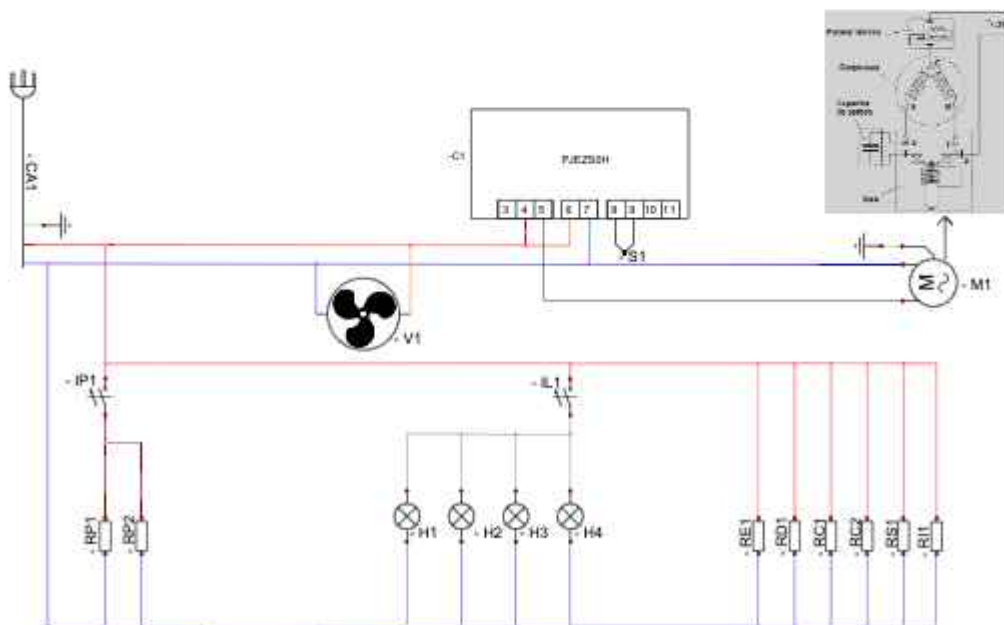 - CA1
-C1
PJEZS0H
3 4 5 6 7 8 9 10 11
- S1
- M1
M
- V1
- IP1
- IL1
- RP1
- RP2
- H1
- H2
- H3
- H4
- RE1
- RD1
- RC1
- RC2
- RS1
- RI1